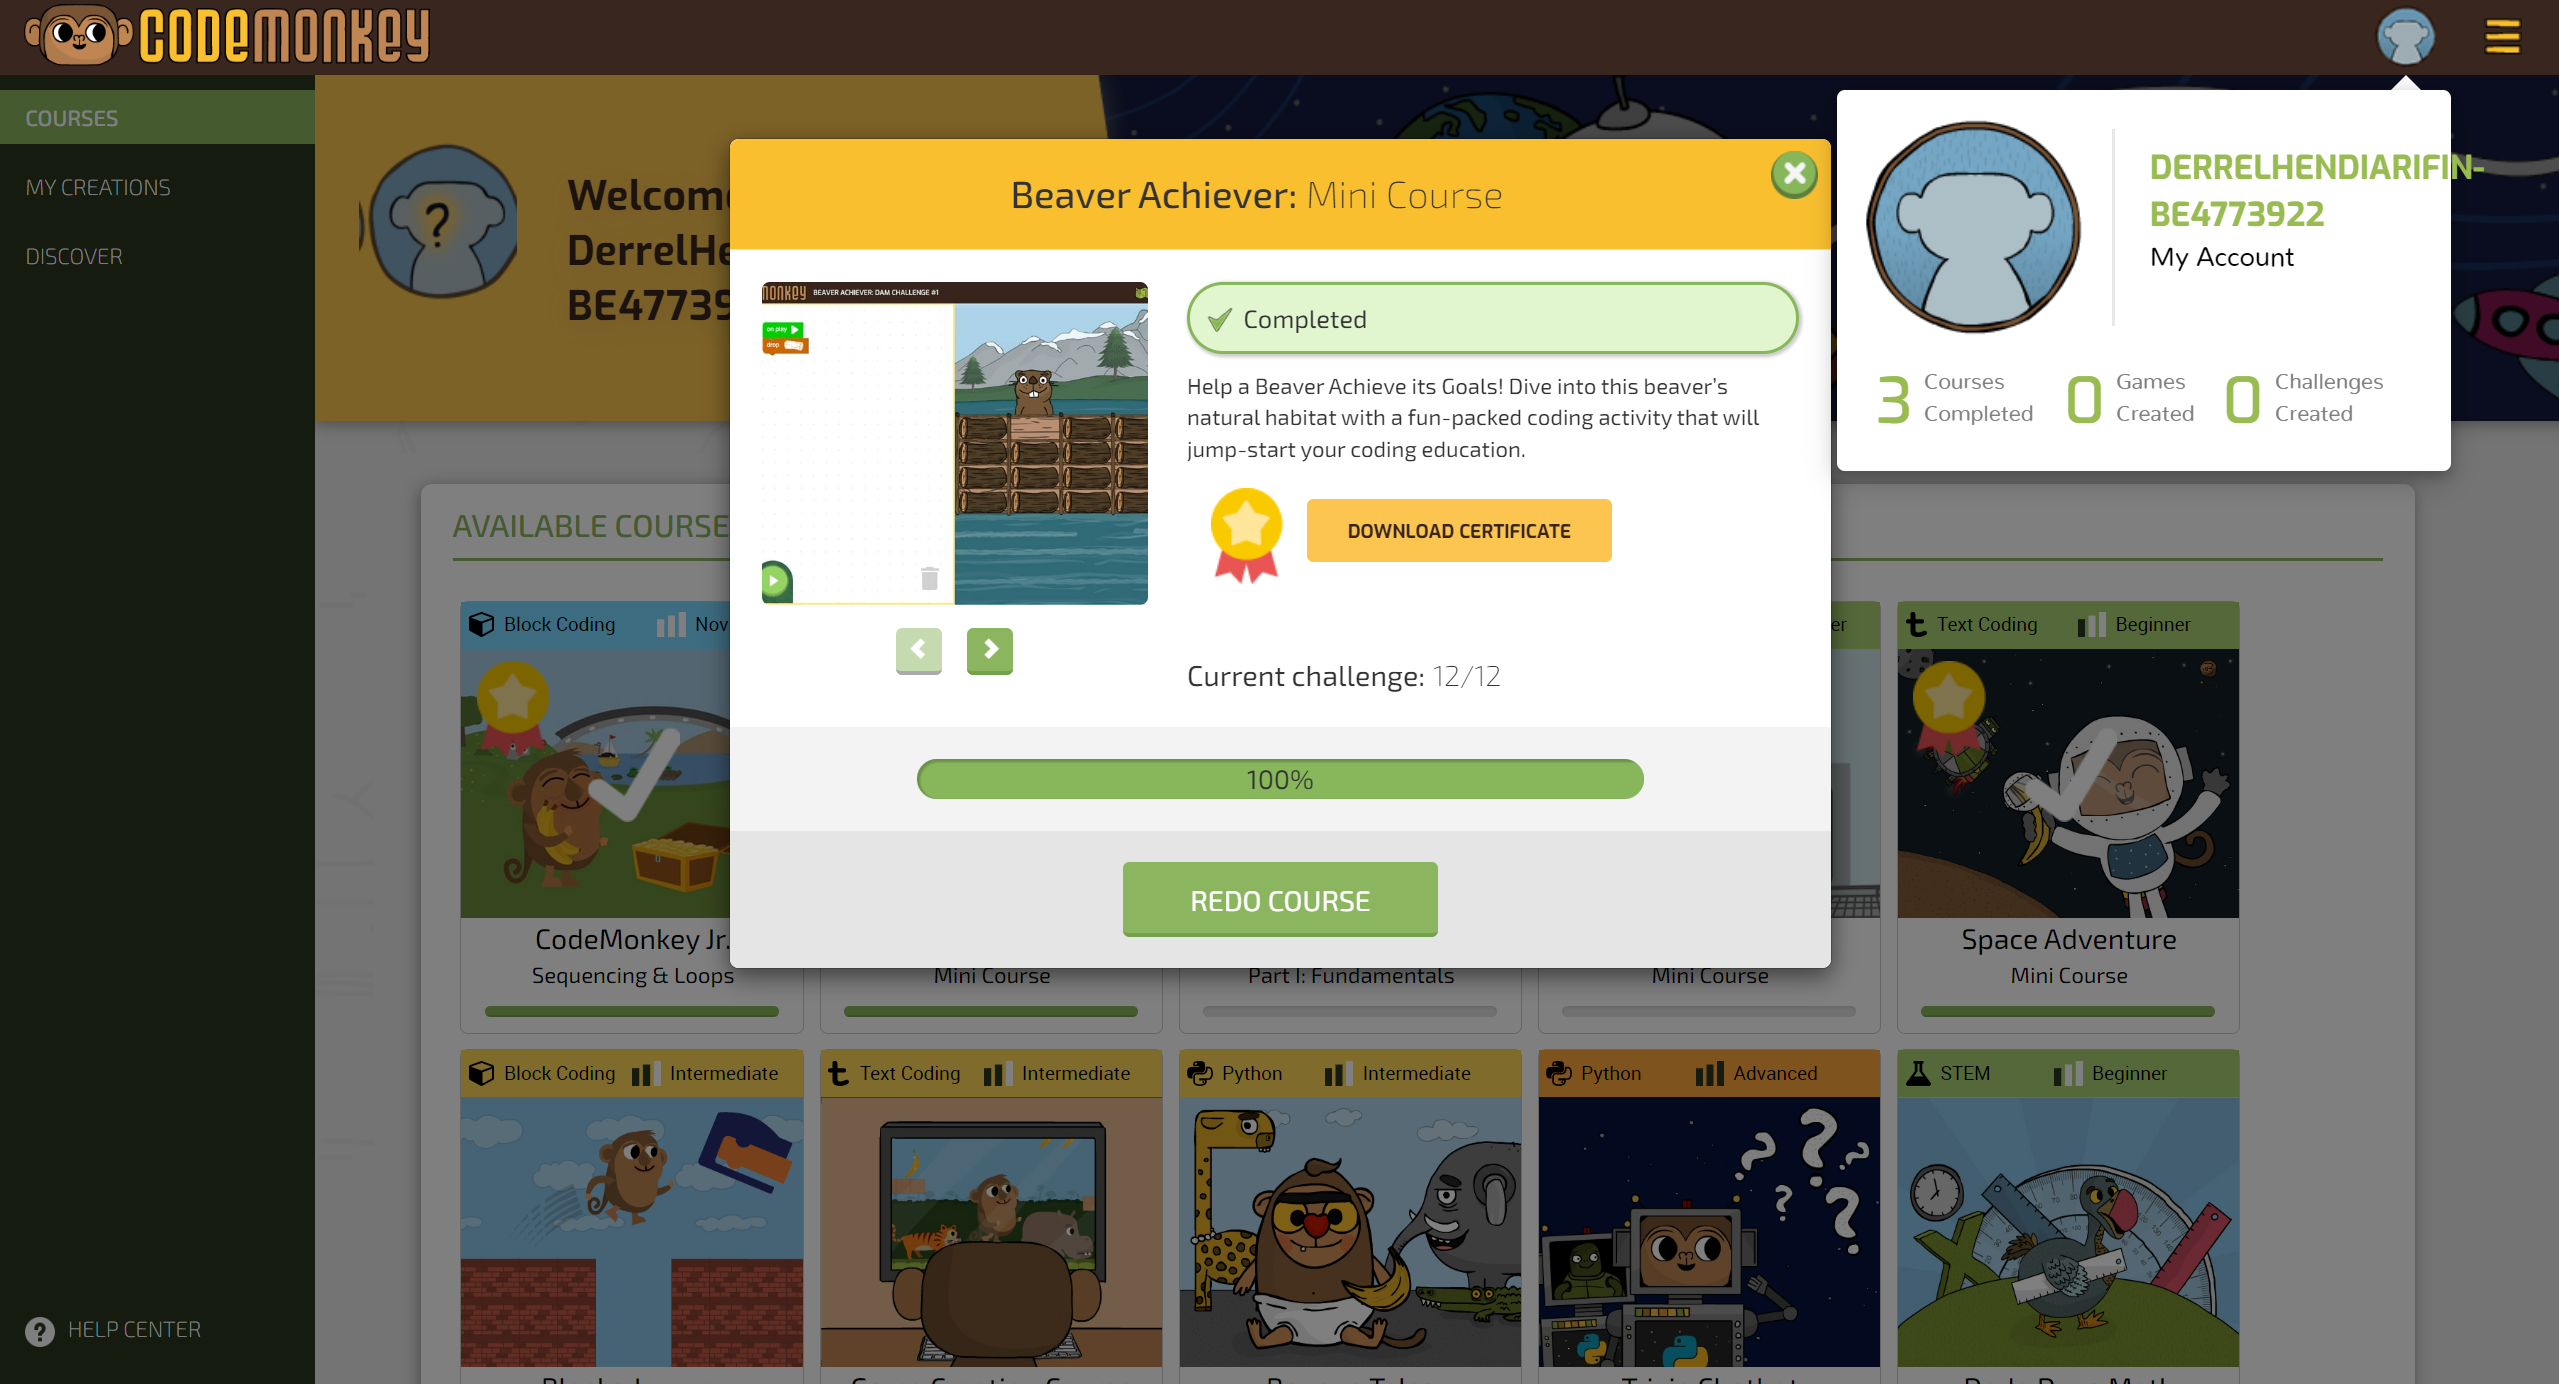 CODEMONKEY
COURSES
MY CREATIONS
DISCOVER
HELP CENTER
Welcom
DerrelHe
BE47739
DERRELHENDIARIFIN-
BE4773922
My Account
3 Courses Completed
0 Games Created
0 Challenges Created
Beaver Achiever: Mini Course
monkey BEAVER ACHIEVER: DAM CHALLENGE #1
on play
drop
Completed
Help a Beaver Achieve its Goals! Dive into this beaver’s
natural habitat with a fun-packed coding activity that will
jump-start your coding education.
DOWNLOAD CERTIFICATE
Current challenge: 12/12
100%
REDO COURSE
AVAILABLE COURSE
Block Coding Nov
er
Text Coding Beginner
CodeMonkey Jr.
Sequencing & Loops
Mini Course
Part I: Fundamentals
Mini Course
Space Adventure
Mini Course
Block Coding Intermediate
Text Coding Intermediate
Python Intermediate
Python Advanced
STEM Beginner